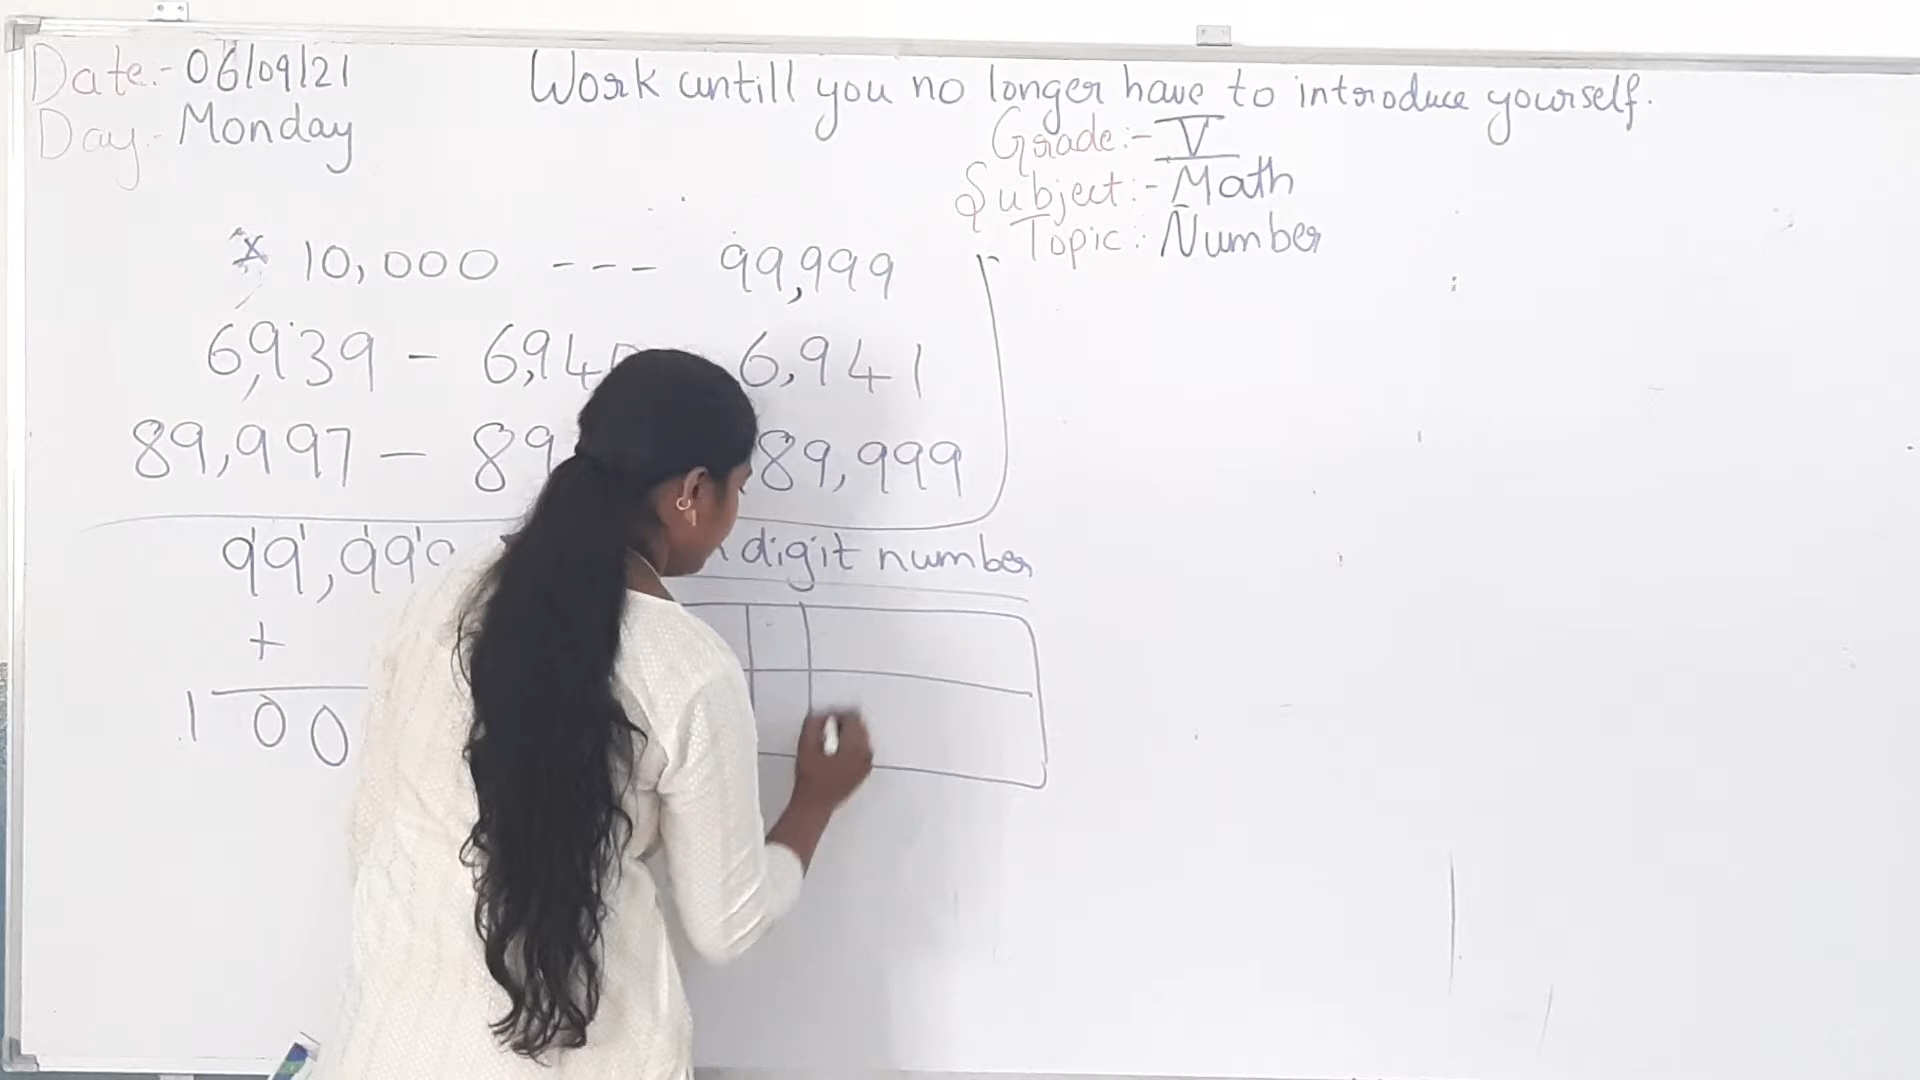 Date:- 06/09/21
Work untill you no longer have to introduce yourself.
Day:- Monday
Grade:- V
Subject:- Math
Topic:- Number
* 10,000 --- 99,999
6,939 - 6,940 6,941
89,997 - 89 89,999
99,999 digit number
+
1 0 0